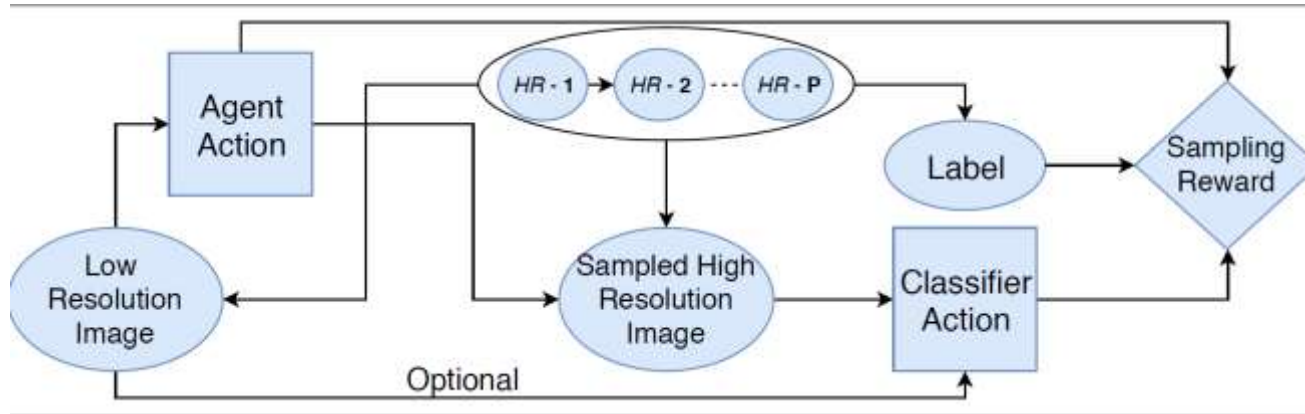 Agent
Action
HR - 1
HR - 2
HR - P
Label
Sampling
Reward
Low
Resolution
Image
Sampled High
Resolution
Image
Classifier
Action
Optional